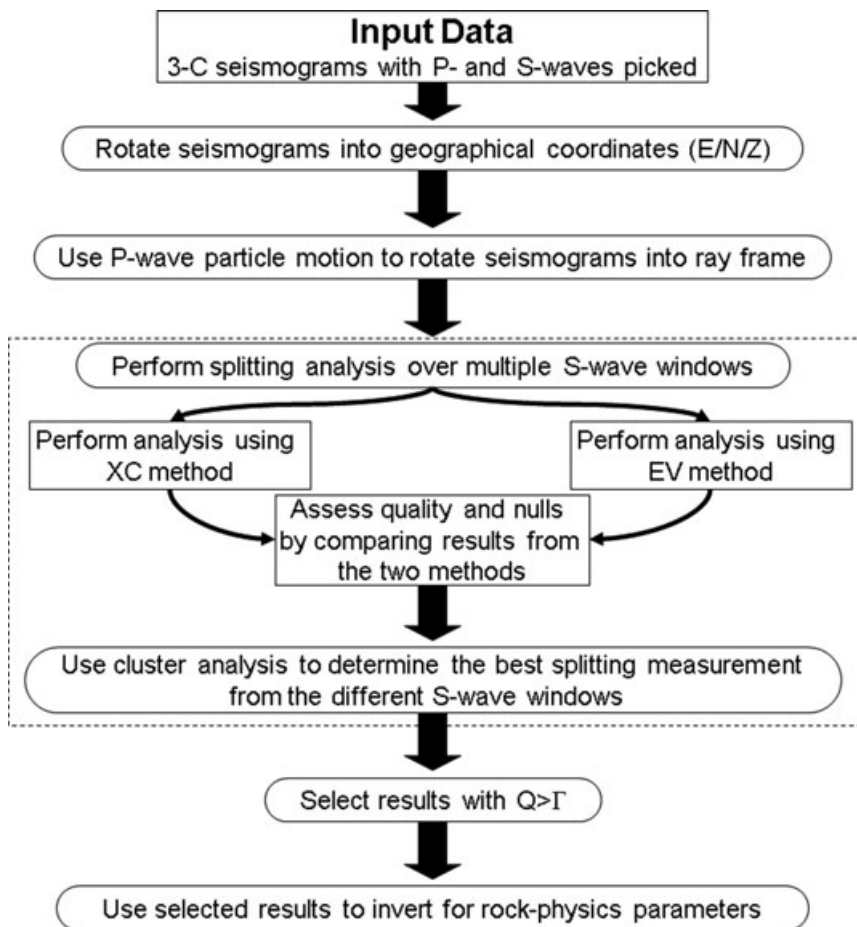 Input Data
3-C seismograms with P- and S-waves picked
Rotate seismograms into geographical coordinates (E/N/Z)
Use P-wave particle motion to rotate seismograms into ray frame
Perform splitting analysis over multiple S-wave windows
Perform analysis using
XC method
Perform analysis using
EV method
Assess quality and nulls
by comparing results from
the two methods
Use cluster analysis to determine the best splitting measurement
from the different S-wave windows
Select results with Q>Γ
Use selected results to invert for rock-physics parameters